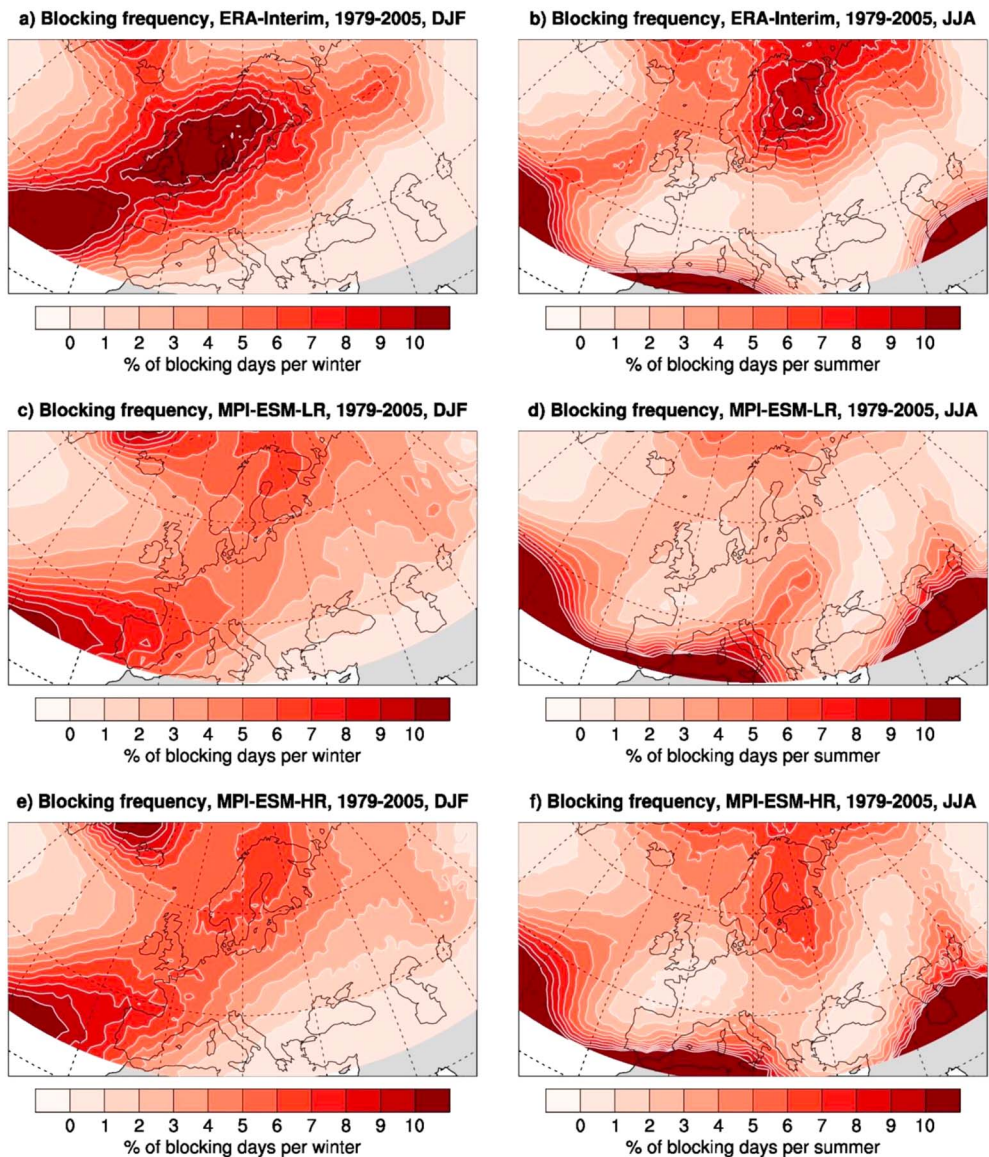 a) Blocking frequency, ERA-Interim, 1979-2005, DJF
0 1 2 3 4 5 6 7 8 9 10
% of blocking days per winter
b) Blocking frequency, ERA-Interim, 1979-2005, JJA
0 1 2 3 4 5 6 7 8 9 10
% of blocking days per summer
c) Blocking frequency, MPI-ESM-LR, 1979-2005, DJF
0 1 2 3 4 5 6 7 8 9 10
% of blocking days per winter
d) Blocking frequency, MPI-ESM-LR, 1979-2005, JJA
0 1 2 3 4 5 6 7 8 9 10
% of blocking days per summer
e) Blocking frequency, MPI-ESM-HR, 1979-2005, DJF
0 1 2 3 4 5 6 7 8 9 10
% of blocking days per winter
f) Blocking frequency, MPI-ESM-HR, 1979-2005, JJA
0 1 2 3 4 5 6 7 8 9 10
% of blocking days per summer